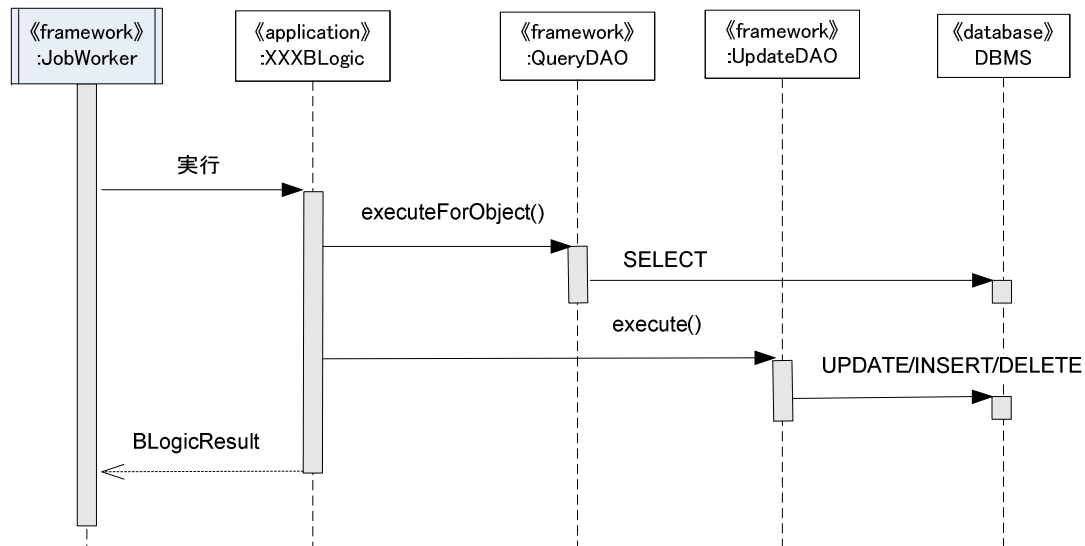 《framework》
:JobWorker
《application》
:XXXBLogic
《framework》
:QueryDAO
《framework》
:UpdateDAO
《database》
DBMS
実行
executeForObject()
SELECT
execute()
UPDATE/INSERT/DELETE
BLogicResult